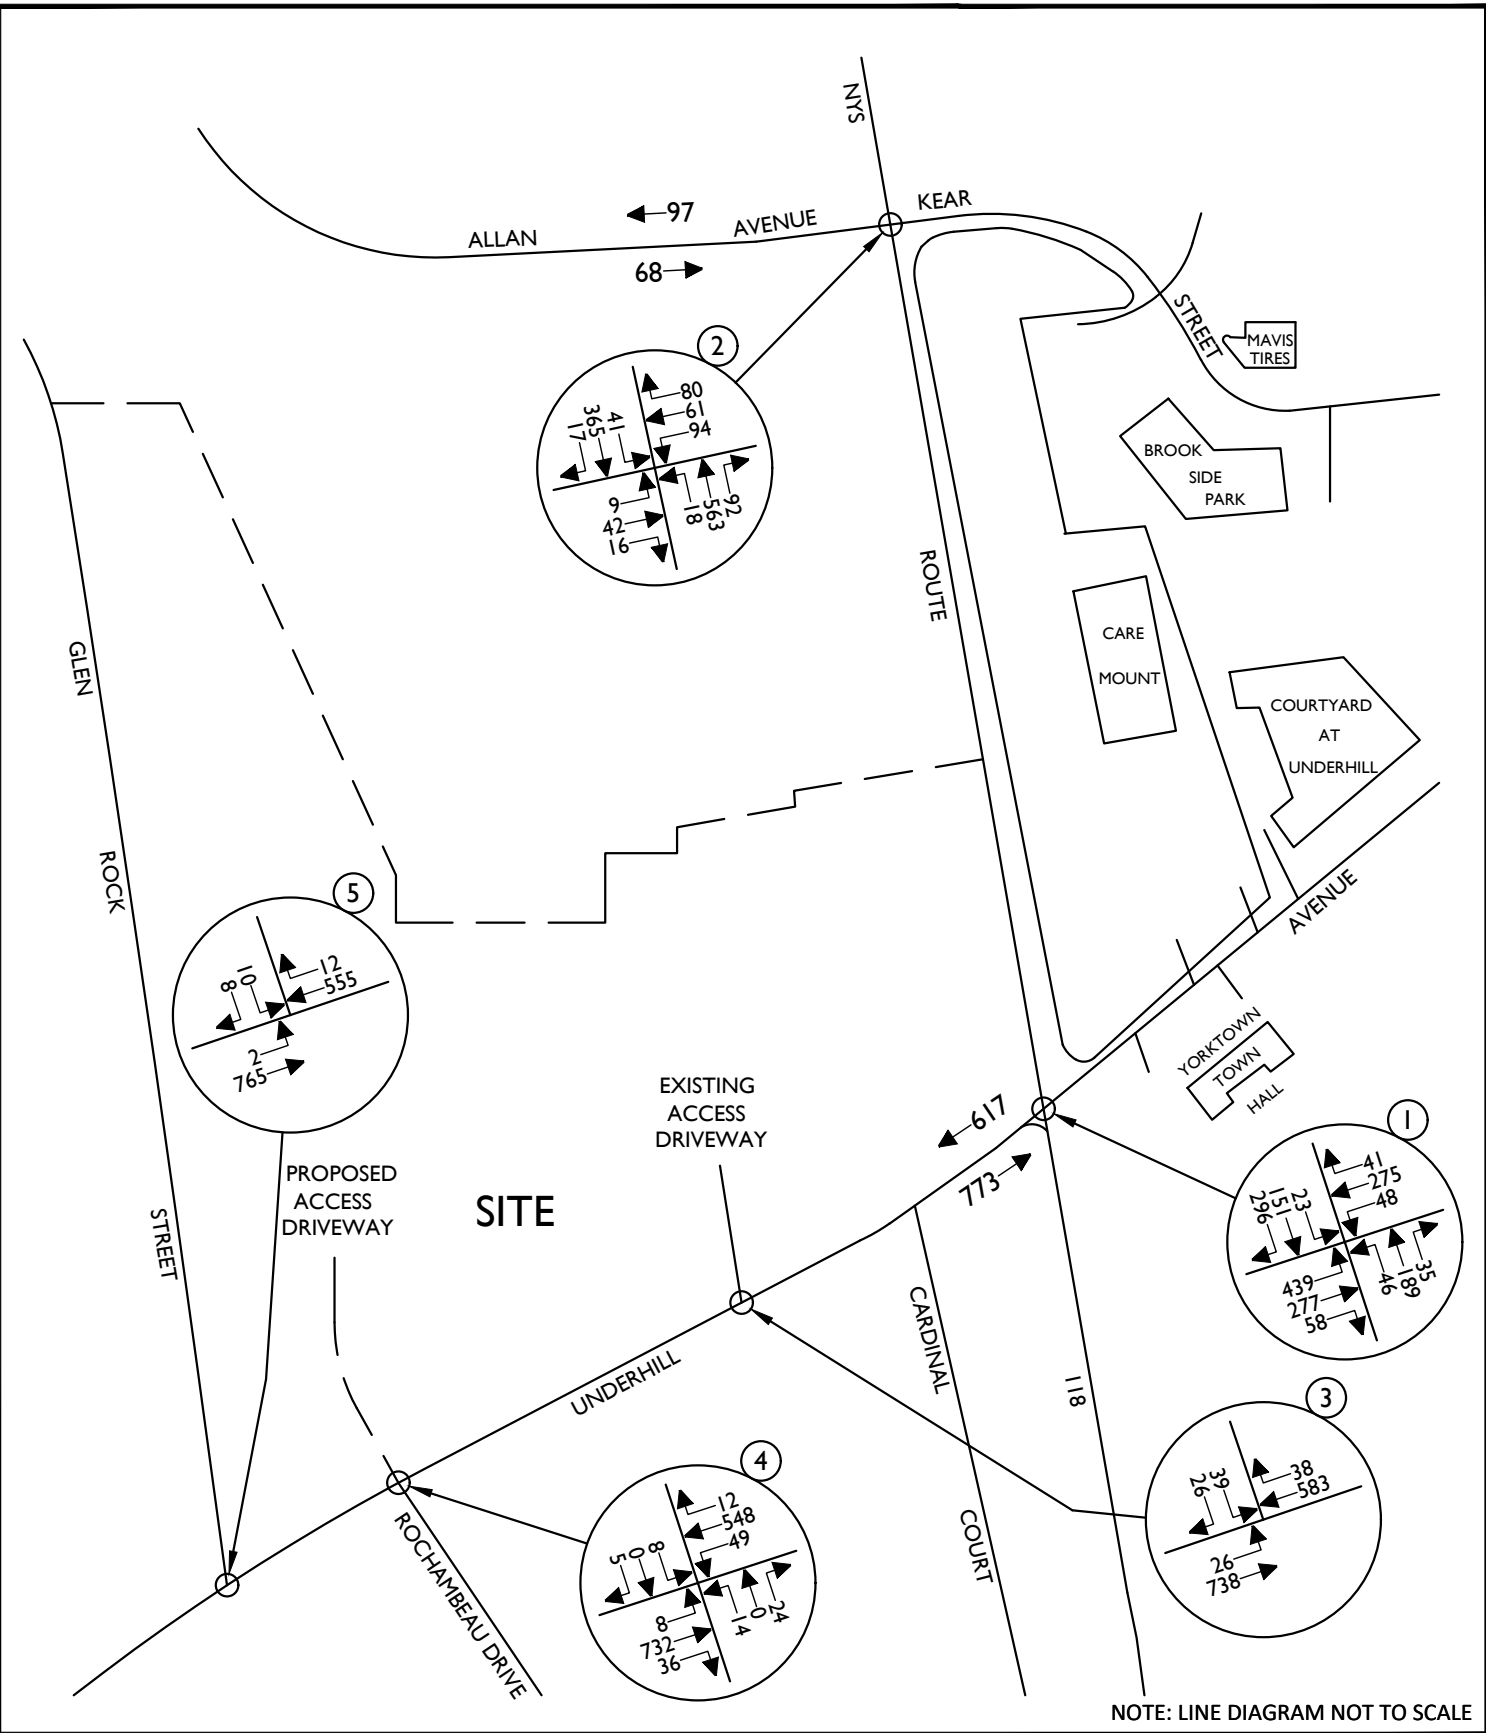 NYS
KEAR
97
ALLAN
AVENUE
68
STREET
MAVIS
TIRES
2
80
61
94
17
365
41
9
42
16
18
563
92
BROOK
SIDE
PARK
ROUTE
CARE
MOUNT
COURTYARD
AT
UNDERHILL
GLEN
ROCK
STREET
AVENUE
5
8
10
12
555
2
765
YORKTOWN
TOWN
HALL
EXISTING
ACCESS
DRIVEWAY
617
773
1
41
275
48
296
151
23
439
277
58
46
189
35
PROPOSED
ACCESS
DRIVEWAY
SITE
CARDINAL
COURT
UNDERHILL
118
3
26
39
38
583
26
738
4
12
548
49
5
0
8
8
732
36
14
0
24
ROCHAMBEAU DRIVE
NOTE: LINE DIAGRAM NOT TO SCALE